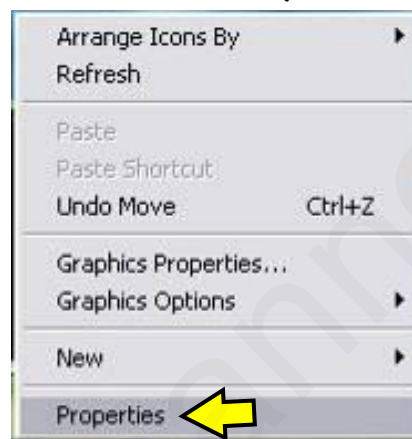 Arrange Icons By
Refresh
Paste
Paste Shortcut
Undo Move Ctrl+Z
Graphics Properties...
Graphics Options
New
Properties